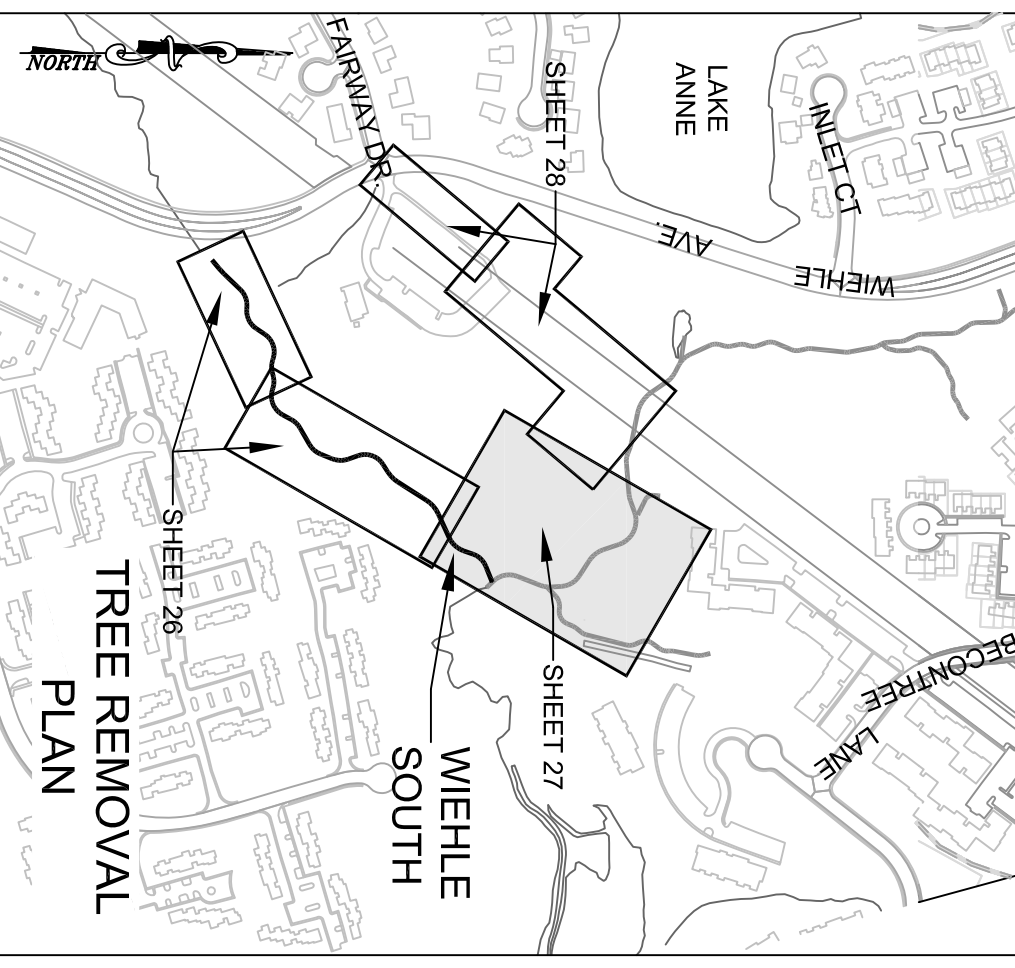 NORTH
FAIRWAY DR.
SHEET 28
LAKE
ANNE
INLET CT
WIEHLE
AVE.
SHEET 26
SHEET 27
WIEHLE
SOUTH
BECONTREE
LANE
TREE REMOVAL
PLAN